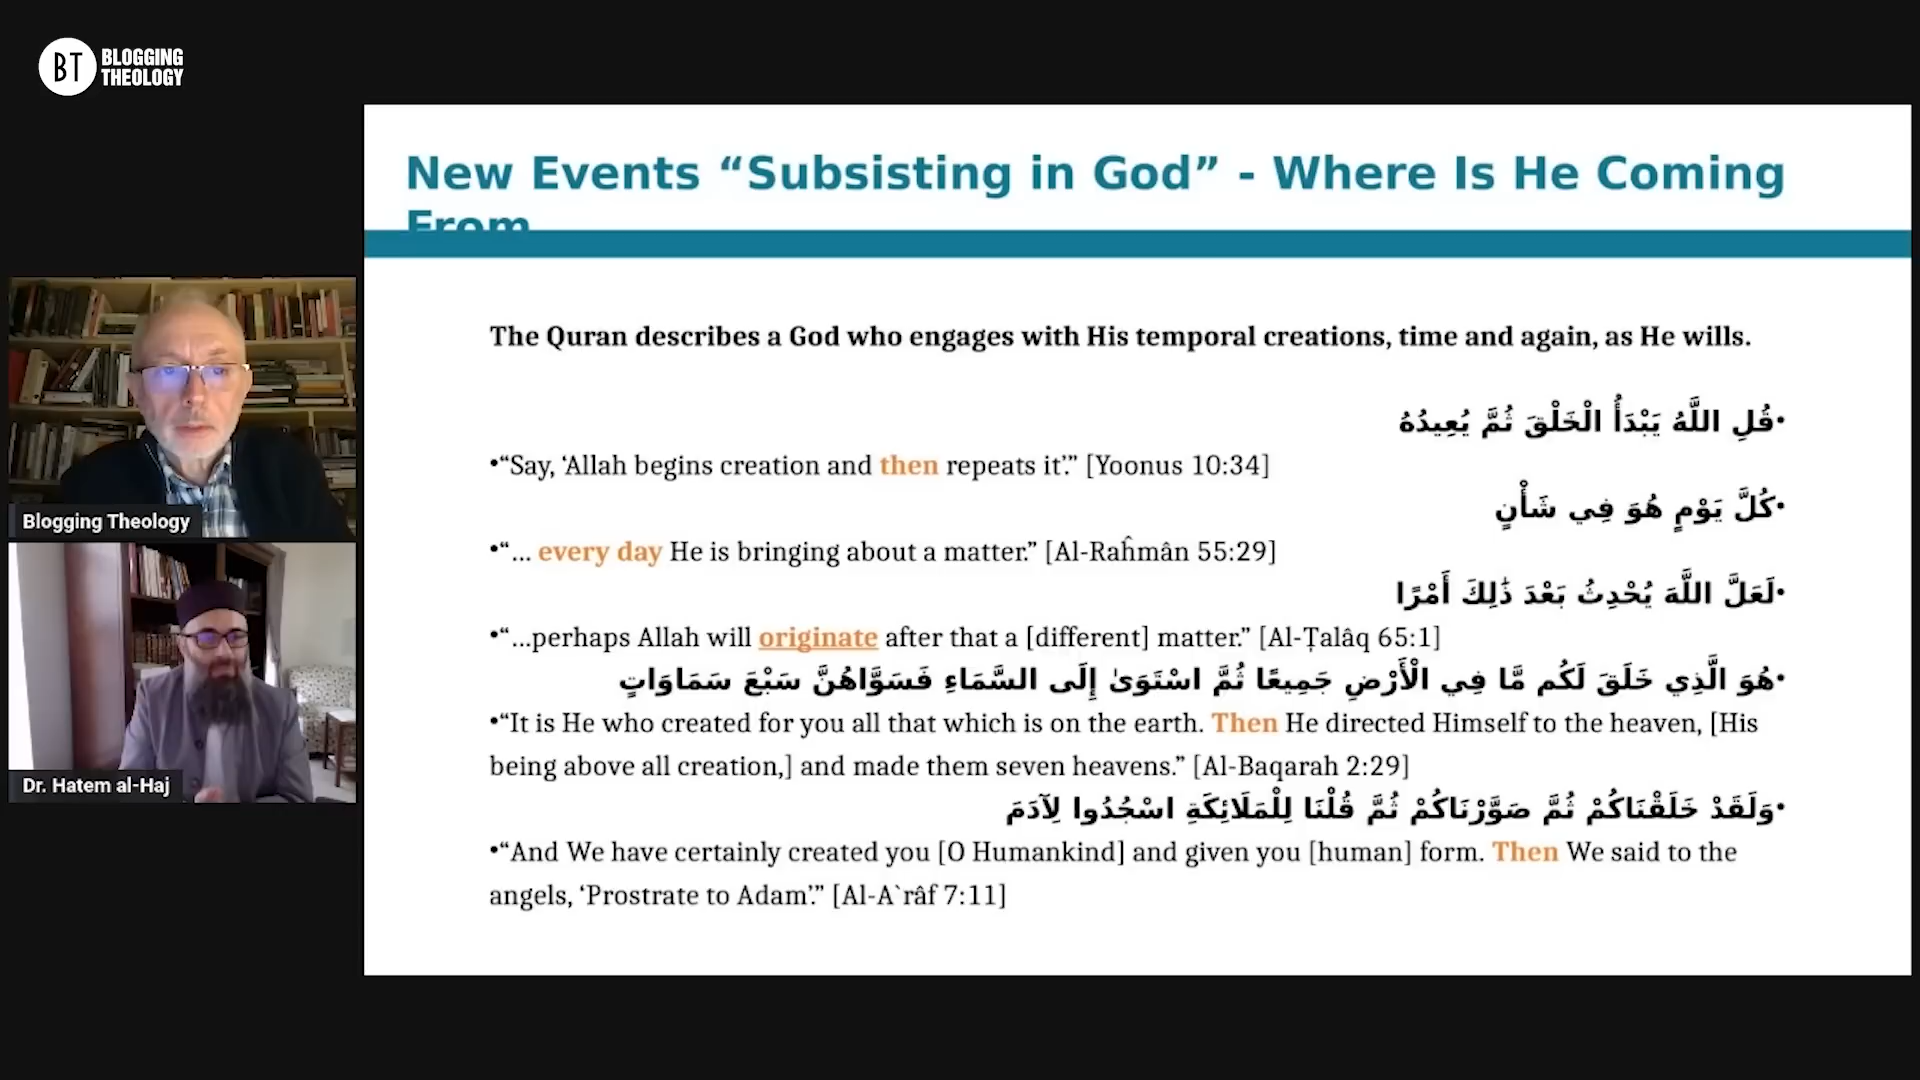 BT BLOGGING
THEOLOGY
New Events “Subsisting in God” - Where Is He Coming
From
The Quran describes a God who engages with His temporal creations, time and again, as He wills.
•قُلِ اللَّهُ يَبْدَأُ الْخَلْقَ ثُمَّ يُعِيدُهُ
•“Say, ‘Allah begins creation and then repeats it’.” [Yoonus 10:34]
•كُلَّ يَوْمٍ هُوَ فِي شَأْنٍ
•“... every day He is bringing about a matter.” [Al-Raĥmân 55:29]
•لَعَلَّ اللَّهَ يُحْدِثُ بَعْدَ ذَٰلِكَ أَمْرًا
•“...perhaps Allah will originate after that a [different] matter.” [Al-Ṭalâq 65:1]
•هُوَ الَّذِي خَلَقَ لَكُم مَّا فِي الْأَرْضِ جَمِيعًا ثُمَّ اسْتَوَىٰ إِلَى السَّمَاءِ فَسَوَّاهُنَّ سَبْعَ سَمَاوَاتٍ
•“It is He who created for you all that which is on the earth. Then He directed Himself to the heaven, [His
being above all creation,] and made them seven heavens.” [Al-Baqarah 2:29]
•وَلَقَدْ خَلَقْنَاكُمْ ثُمَّ صَوَّرْنَاكُمْ ثُمَّ قُلْنَا لِلْمَلَائِكَةِ اسْجُدُوا لِآدَمَ
•“And We have certainly created you [O Humankind] and given you [human] form. Then We said to the
angels, ‘Prostrate to Adam’.” [Al-A`râf 7:11]
Blogging Theology
Dr. Hatem al-Haj